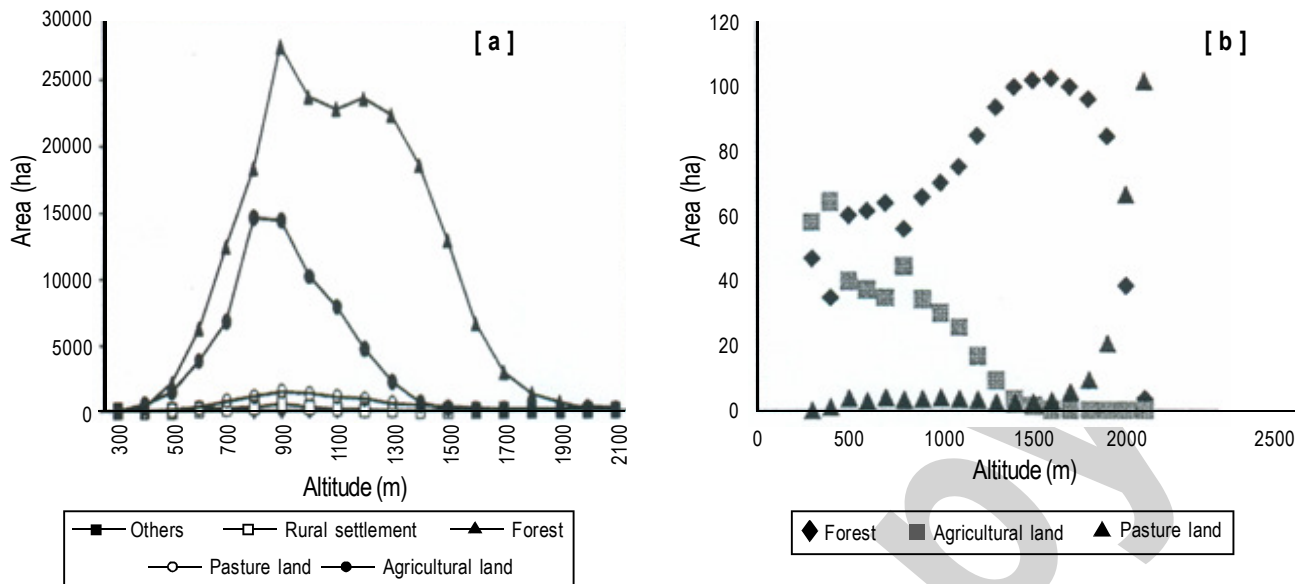 30000
25000
20000
15000
10000
5000
0
Area (ha)
[ a ]
300
500
700
900
1100
1300
1500
1700
1900
2100
Altitude (m)
Others
Rural settlement
Forest
Pasture land
Agricultural land
120
100
80
60
40
20
0
Area (ha)
[ b ]
0
500
1000
1500
2000
2500
Altitude (m)
Forest
Agricultural land
Pasture land